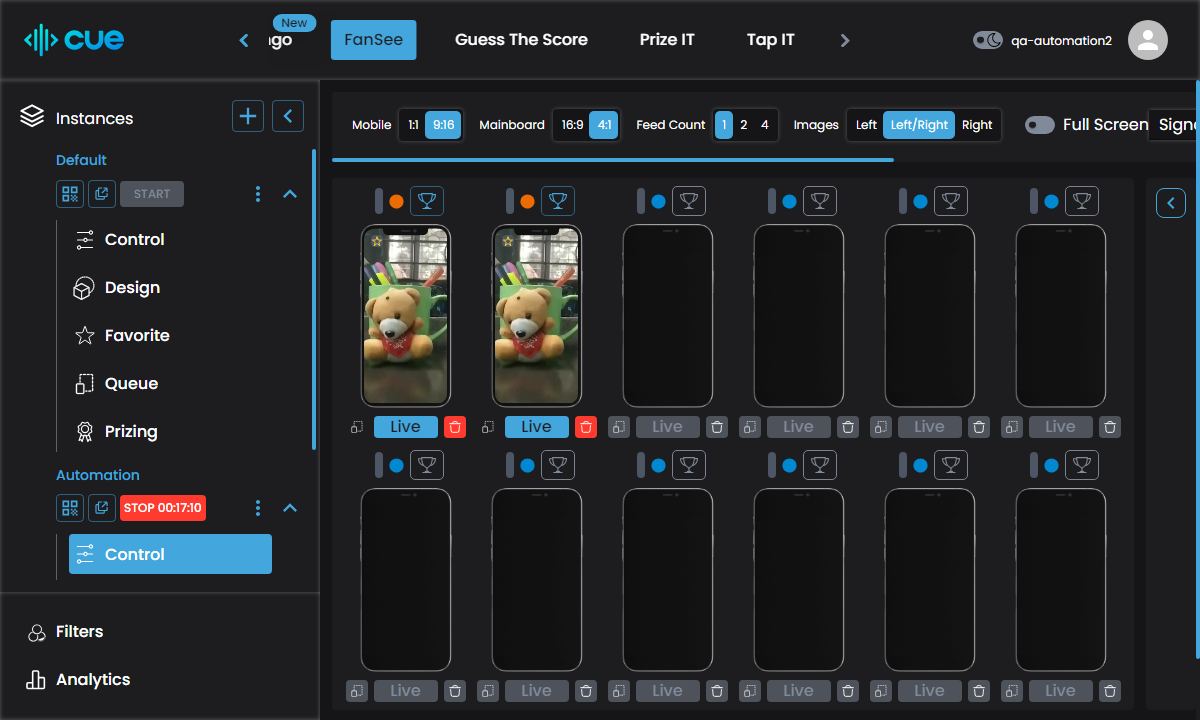 cue
New
ngo
FanSee
Guess The Score
Prize IT
Tap IT
qa-automation2
Instances
Default
START
Control
Design
Favorite
Queue
Prizing
Automation
STOP 00:17:10
Control
Filters
Analytics
Mobile 1:1 9:16 Mainboard 16:9 4:1 Feed Count 1 2 4 Images Left Left/Right Right Full Screen
Live Live Live Live Live Live
Live Live Live Live Live Live